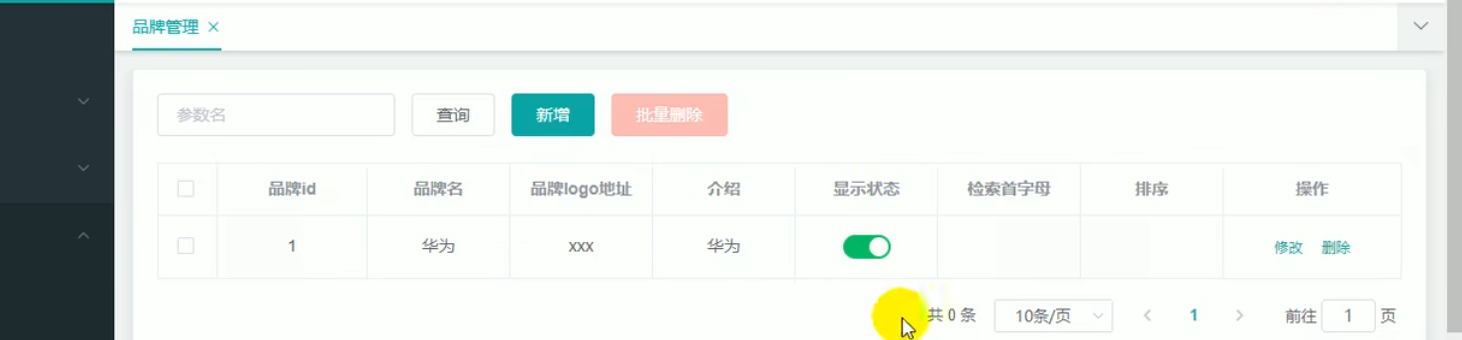 品牌管理 ×
参数名 查询 新增 批量删除
品牌id 品牌名 品牌logo地址 介绍 显示状态 检索首字母 排序 操作
1 华为 xxx 华为 修改 删除
共 0 条 10条/页 1 前往 1 页